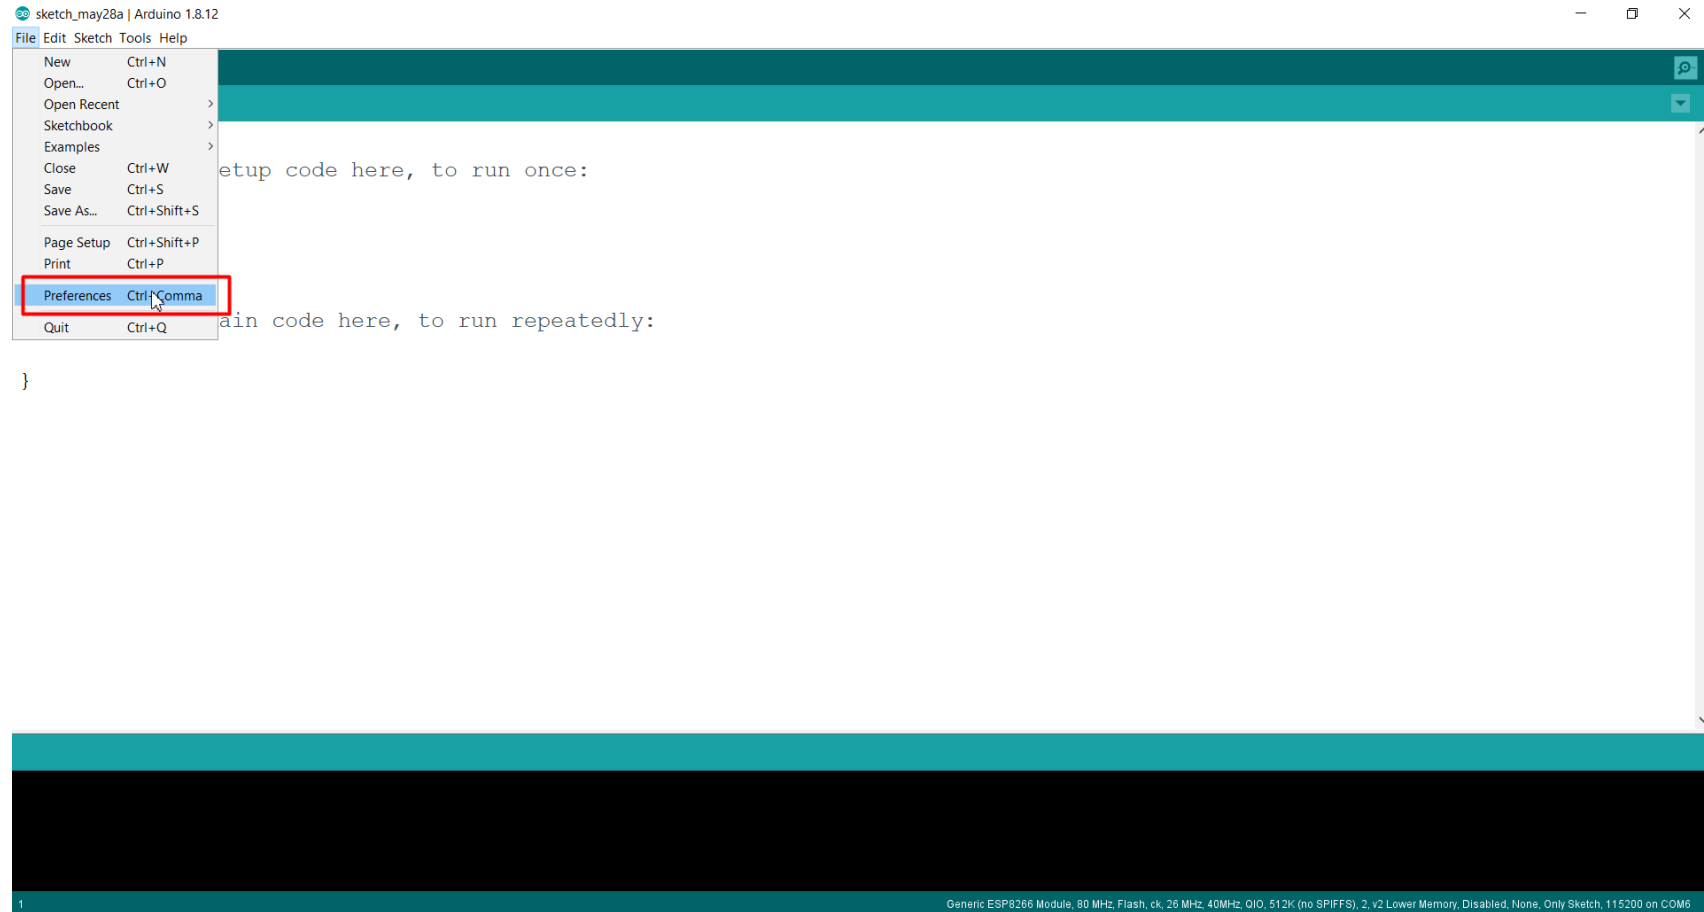 sketch_may28a | Arduino 1.8.12
File Edit Sketch Tools Help
New Ctrl+N
Open... Ctrl+O
Open Recent
Sketchbook
Examples
Close Ctrl+W
Save Ctrl+S
Save As... Ctrl+Shift+S
Page Setup Ctrl+Shift+P
Print Ctrl+P
Preferences Ctrl+Comma
Quit Ctrl+Q
etup code here, to run once:
ain code here, to run repeatedly:
}
1
Generic ESP8266 Module, 80 MHz, Flash, ck, 26 MHz, 40MHz, QIO, 512K (no SPIFFS), 2, v2 Lower Memory, Disabled, None, Only Sketch, 115200 on COM6